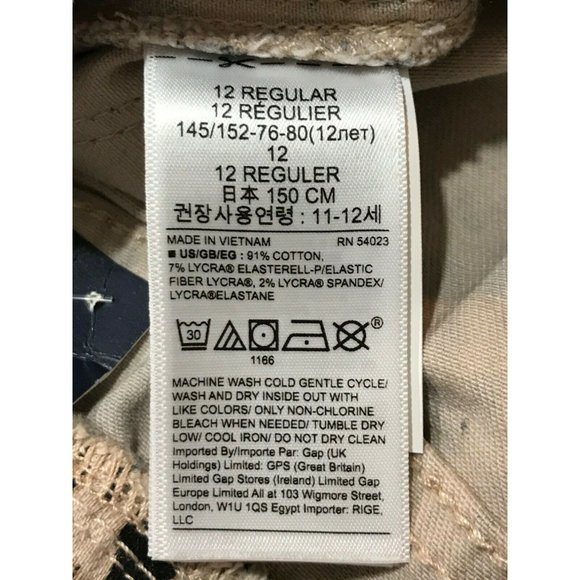 12 REGULAR
12 RÉGULIER
145/152-76-80(12лет)
12
12 REGULER
日本 150 CM
권장사용연령 : 11-12세
MADE IN VIETNAM RN 54023
■ US/GB/EG : 91% COTTON,
7% LYCRA® ELASTERELL-P/ELASTIC
FIBER LYCRA®, 2% LYCRA® SPANDEX/
LYCRA®ELASTANE
30 ®
1166
MACHINE WASH COLD GENTLE CYCLE/
WASH AND DRY INSIDE OUT WITH
LIKE COLORS/ ONLY NON-CHLORINE
BLEACH WHEN NEEDED/ TUMBLE DRY
LOW/ COOL IRON/ DO NOT DRY CLEAN
Imported By/Importe Par: Gap (UK
Holdings) Limited: GPS (Great Britain)
Limited Gap Stores (Ireland) Limited Gap
Europe Limited All at 103 Wigmore Street,
London, W1U 1QS Egypt Importer: RIGE,
LLC